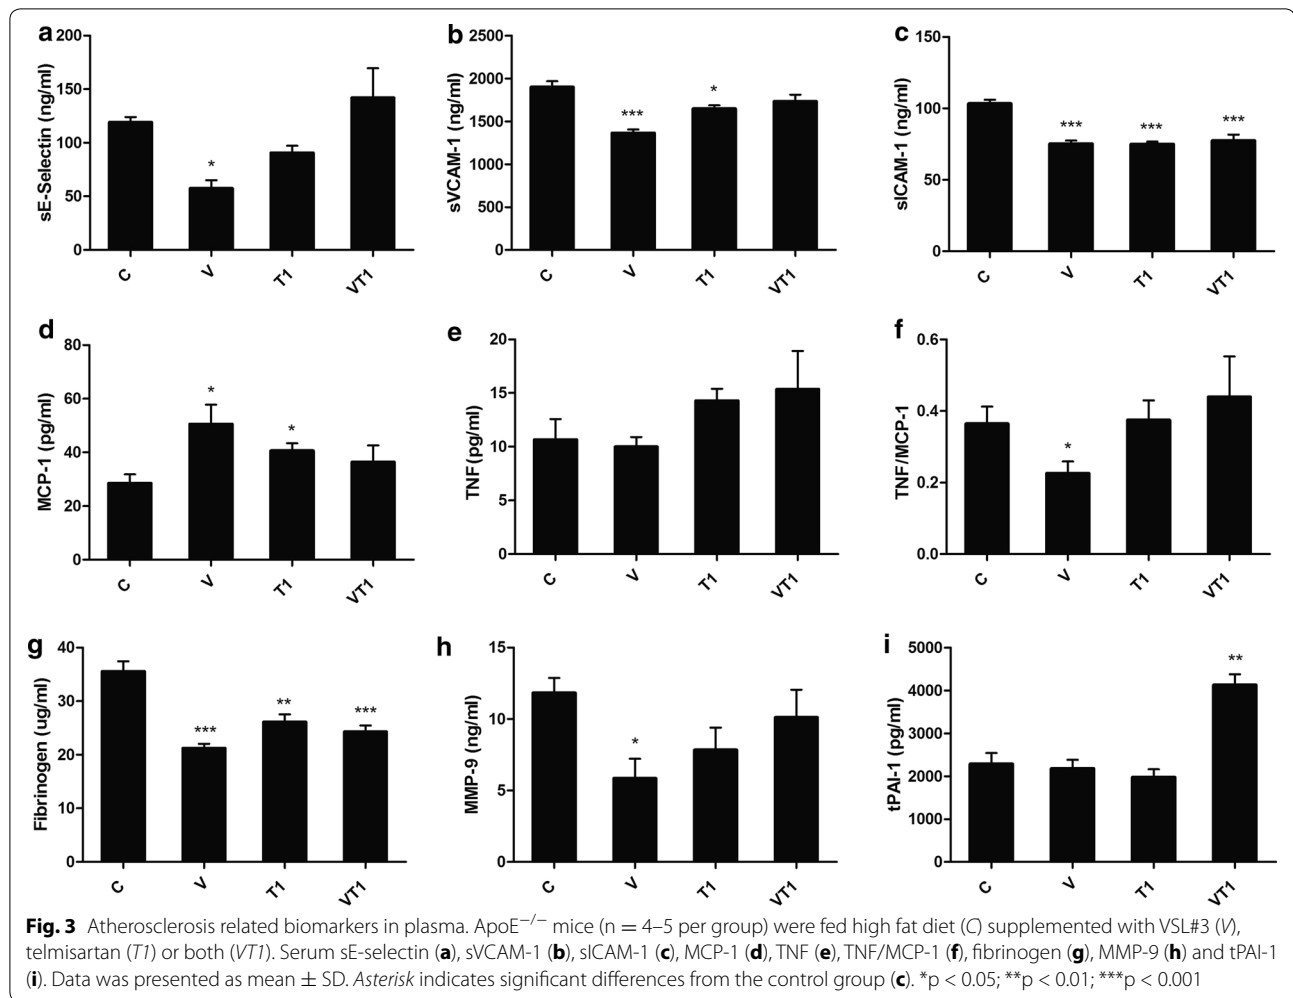 a
200
150
100
50
0
sE-Selectin (ng/ml)
*
C
V
T1
VT1
b
2500
2000
1500
1000
500
0
sVCAM-1 (ng/ml)
***
*
C
V
T1
VT1
c
150
100
50
0
sICAM-1 (ng/ml)
***
***
***
C
V
T1
VT1
d
80
60
40
20
0
MCP-1 (pg/ml)
*
*
C
V
T1
VT1
e
20
15
10
5
0
TNF (pg/ml)
C
V
T1
VT1
f
0.6
0.4
0.2
0.0
TNF/MCP-1
*
C
V
T1
VT1
g
40
30
20
10
0
Fibrinogen (ug/ml)
***
**
***
C
V
T1
VT1
h
15
10
5
0
MMP-9 (ng/ml)
*
C
V
T1
VT1
i
5000
4000
3000
2000
1000
0
tPAI-1 (pg/ml)
**
C
V
T1
VT1
Fig. 3 Atherosclerosis related biomarkers in plasma. ApoE−/− mice (n = 4–5 per group) were fed high fat diet (C) supplemented with VSL#3 (V),
telmisartan (T1) or both (VT1). Serum sE-selectin (a), sVCAM-1 (b), sICAM-1 (c), MCP-1 (d), TNF (e), TNF/MCP-1 (f), fibrinogen (g), MMP-9 (h) and tPAI-1
(i). Data was presented as mean ± SD. Asterisk indicates significant differences from the control group (c). *p < 0.05; **p < 0.01; ***p < 0.001